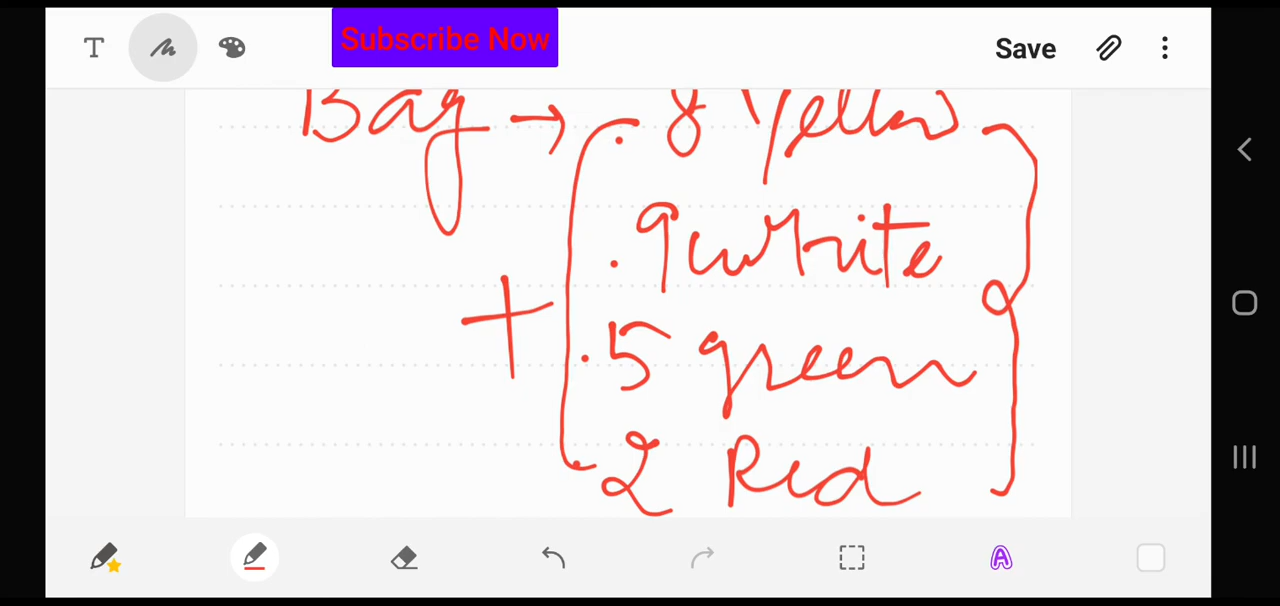 T Subscribe Now Save
Bag → . 8 Yellow
. 9 white
+ . 5 green
. 2 Red
A